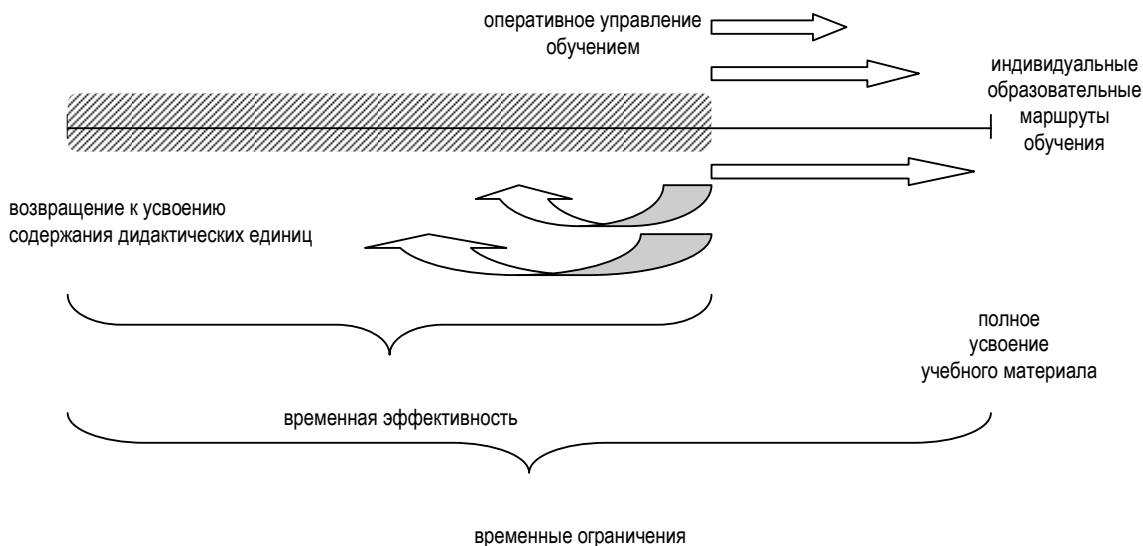 оперативное управление
обучением
индивидуальные
образовательные
маршруты
обучения
возвращение к усвоению
содержания дидактических единиц
полное
усвоение
учебного материала
временная эффективность
временные ограничения